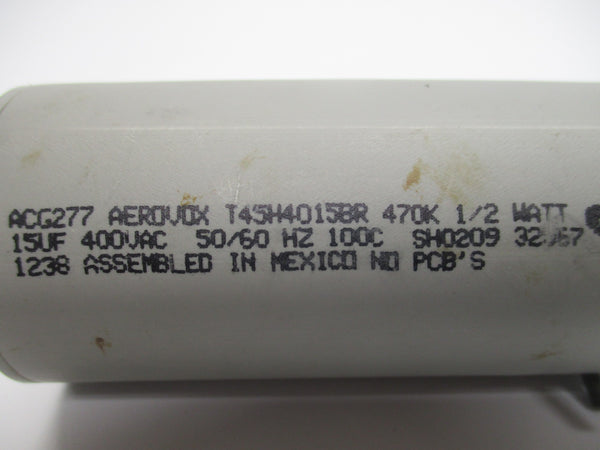 ACG277 AEROVOX T45H4015BR 470K 1/2 WATT
15UF 400VAC 50/60 HZ 100C SH0209
1238 ASSEMBLED IN MEXICO NO PCB'S